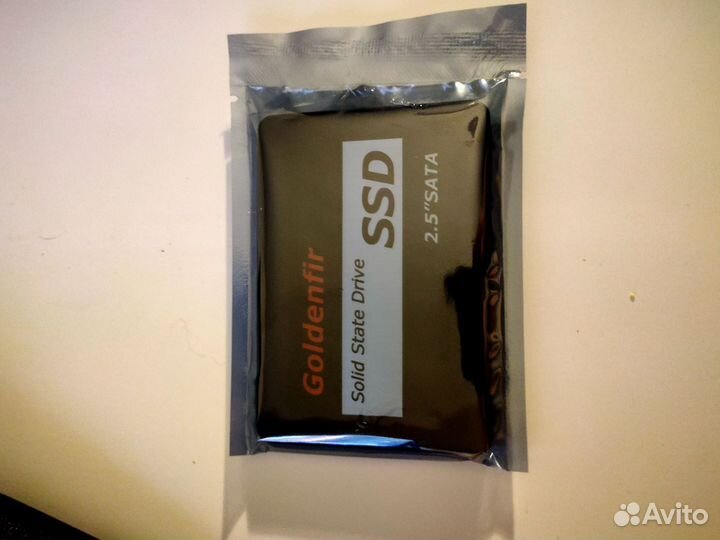 Goldenfir
Solid State Drive
SSD
2.5"SATA
Avito